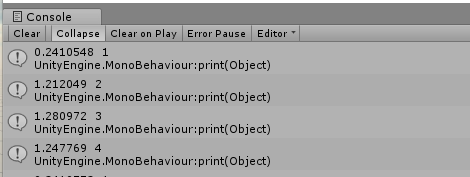 Console
Clear Collapse Clear on Play Error Pause Editor
0.2410548 1
UnityEngine.MonoBehaviour:print(Object)
1.212049 2
UnityEngine.MonoBehaviour:print(Object)
1.280972 3
UnityEngine.MonoBehaviour:print(Object)
1.247769 4
UnityEngine.MonoBehaviour:print(Object)